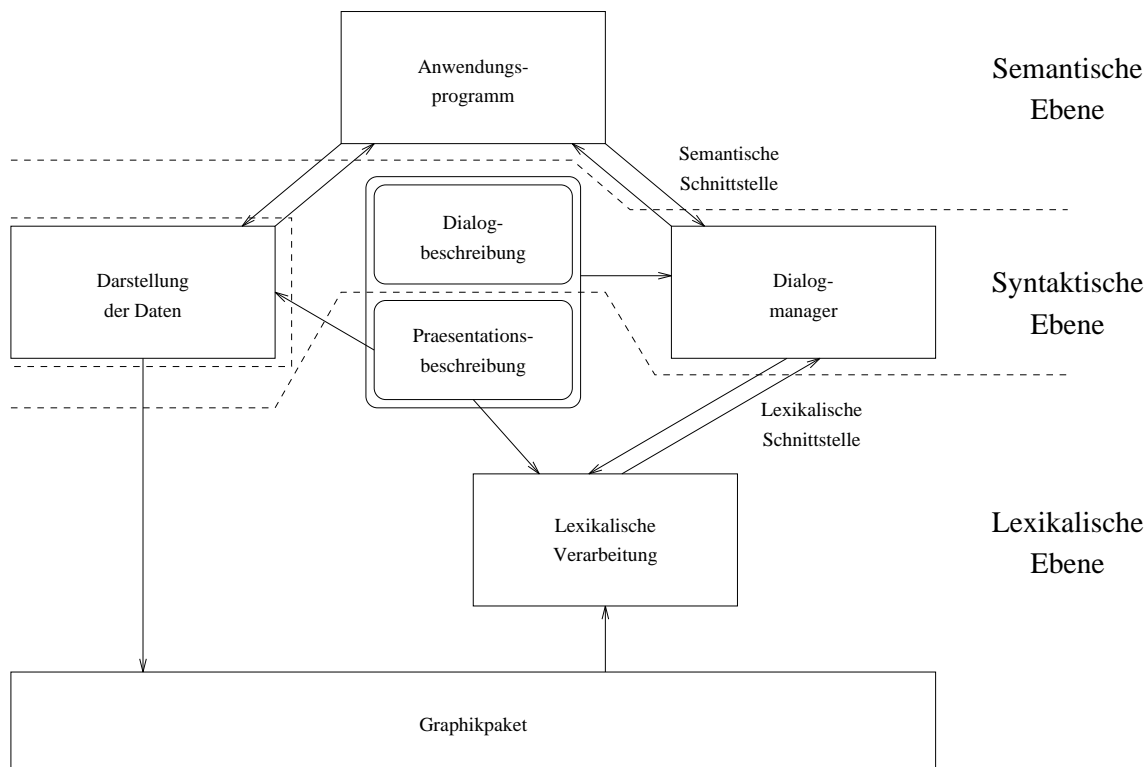 Anwendungs-
programm
Semantische
Ebene
Semantische
Schnittstelle
Dialog-
beschreibung
Darstellung
der Daten
Dialog-
manager
Syntaktische
Ebene
Praesentations-
beschreibung
Lexikalische
Schnittstelle
Lexikalische
Verarbeitung
Lexikalische
Ebene
Graphikpaket